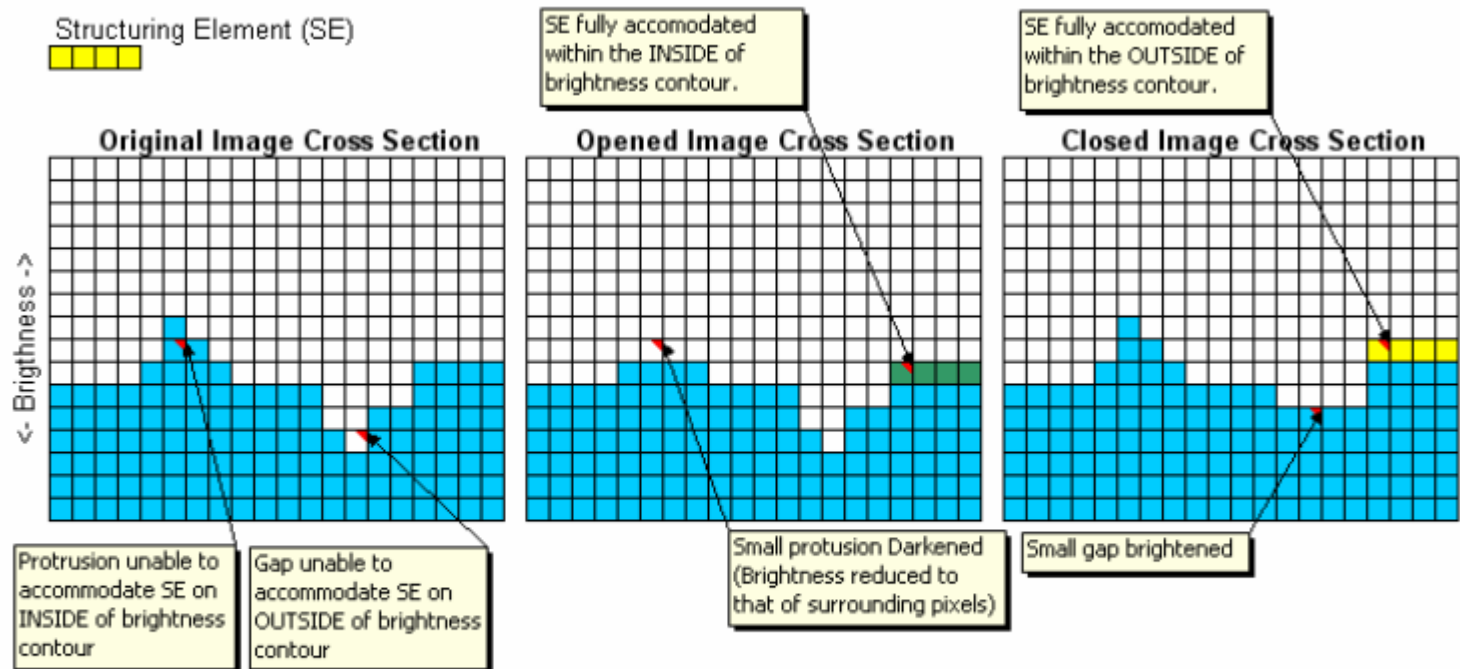 Structuring Element (SE)
SE fully accomodated
within the INSIDE of
brightness contour.
SE fully accomodated
within the OUTSIDE of
brightness contour.
Original Image Cross Section
Opened Image Cross Section
Closed Image Cross Section
<- Brigthness ->
Protrusion unable to
accommodate SE on
INSIDE of brightness
contour
Gap unable to
accommodate SE on
OUTSIDE of brightness
contour
Small protusion Darkened
(Brightness reduced to
that of surrounding pixels)
Small gap brightened